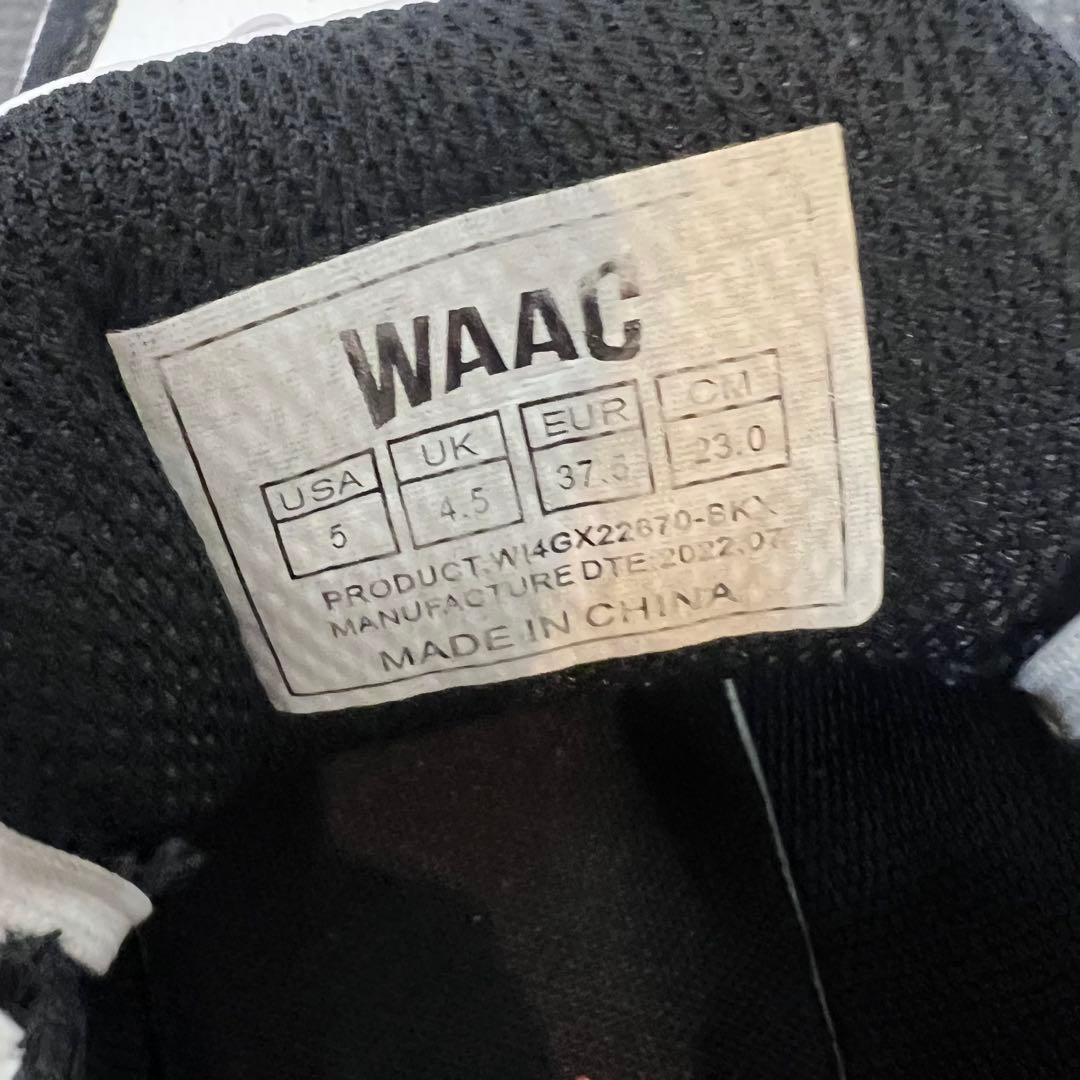 WAAC
USA UK EUR CM
5 4.5 37.5 23.0
PRODUCT:WI4GX22870-BKX
MANUFACTURE DTE:2022.07
MADE IN CHINA